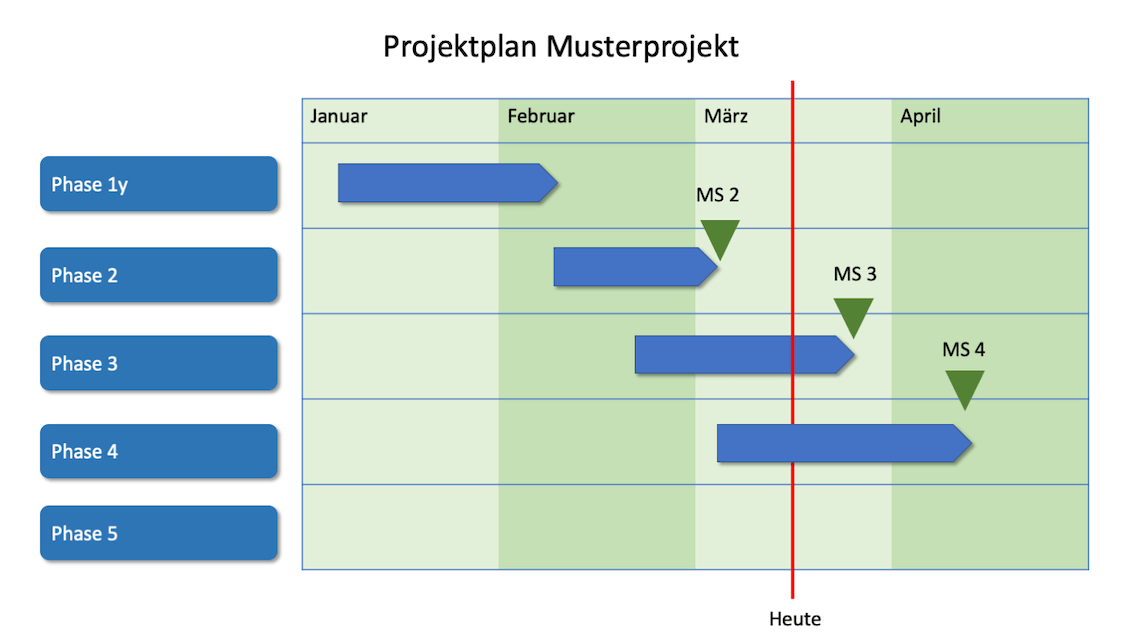 Projektplan Musterprojekt
Januar
Februar
März
April
Phase 1y
MS 2
Phase 2
MS 3
Phase 3
MS 4
Phase 4
Phase 5
Heute